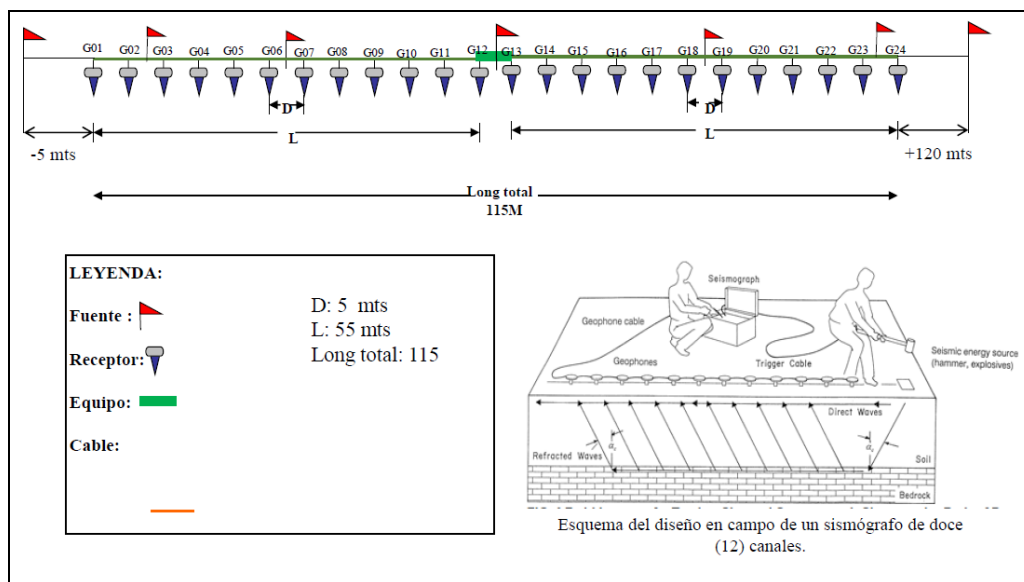 G01 G02 G03 G04 G05 G06 G07 G08 G09 G10 G11 G12 G13 G14 G15 G16 G17 G18 G19 G20 G21 G22 G23 G24
D D
L L
-5 mts +120 mts
Long total
115M
LEYENDA:
Fuente :
Receptor:
Equipo:
Cable:
D: 5 mts
L: 55 mts
Long total: 115
Seismograph
Geophone cable
Geophones
Trigger Cable
Seismic energy source
(hammer, explosives)
Direct Waves
Refracted Waves
Soil
Bedrock
Esquema del diseño en campo de un sismógrafo de doce
(12) canales.